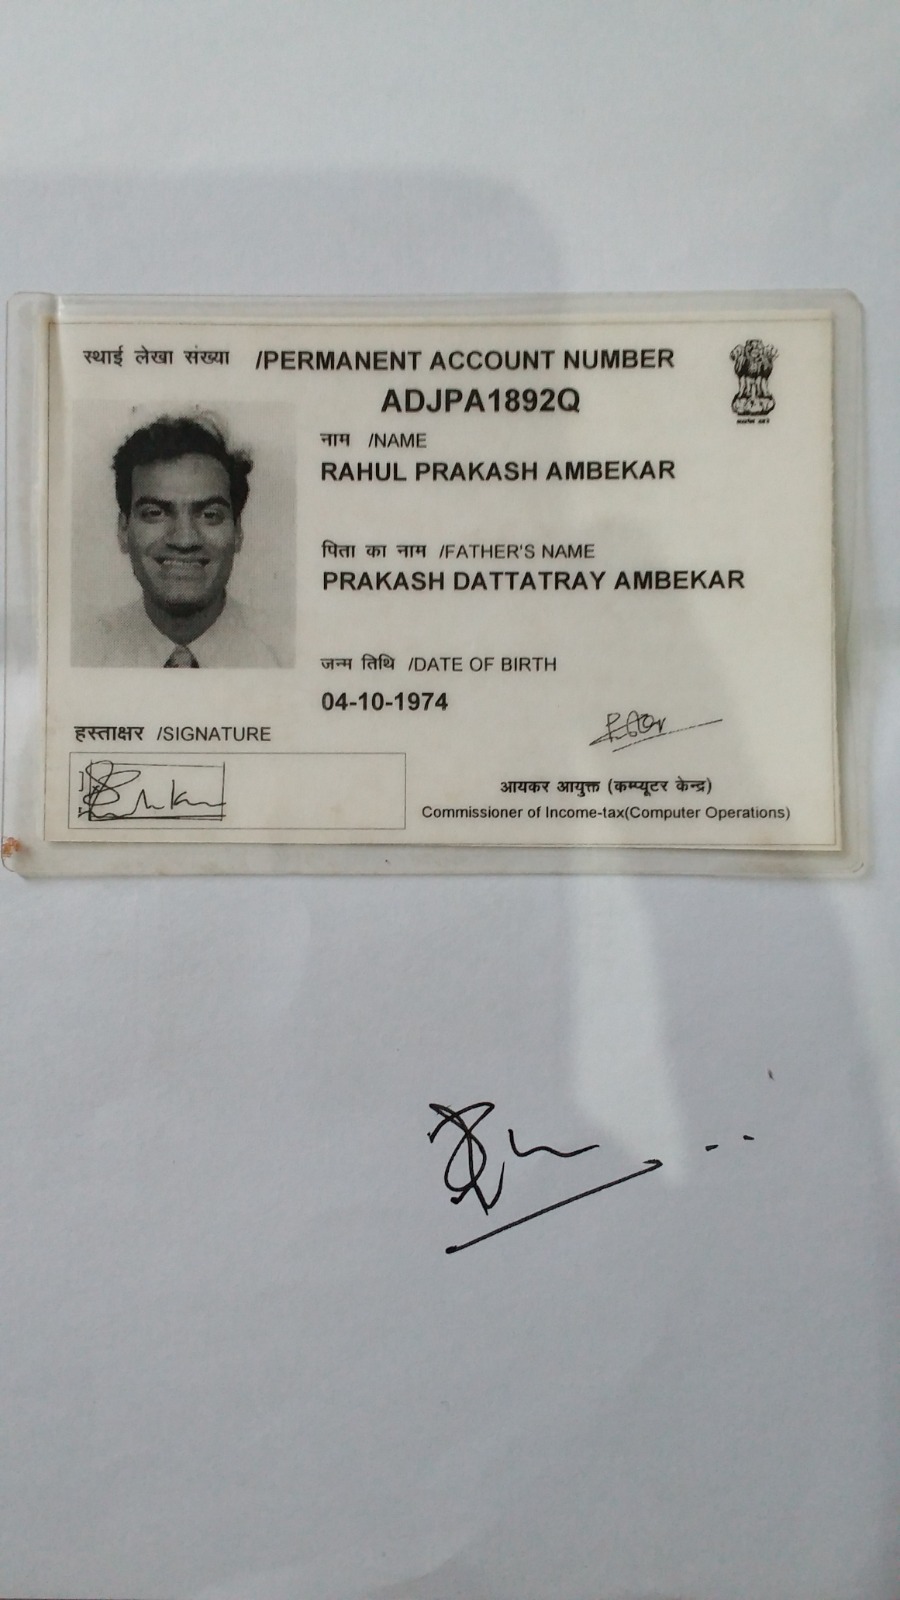 स्थाई लेखा संख्या /PERMANENT ACCOUNT NUMBER
ADJPA1892Q
नाम /NAME
RAHUL PRAKASH AMBEKAR
पिता का नाम /FATHER'S NAME
PRAKASH DATTATRAY AMBEKAR
जन्म तिथि /DATE OF BIRTH
04-10-1974
हस्ताक्षर /SIGNATURE
आयकर आयुक्त (कम्प्यूटर केन्द्र)
Commissioner of Income-tax(Computer Operations)